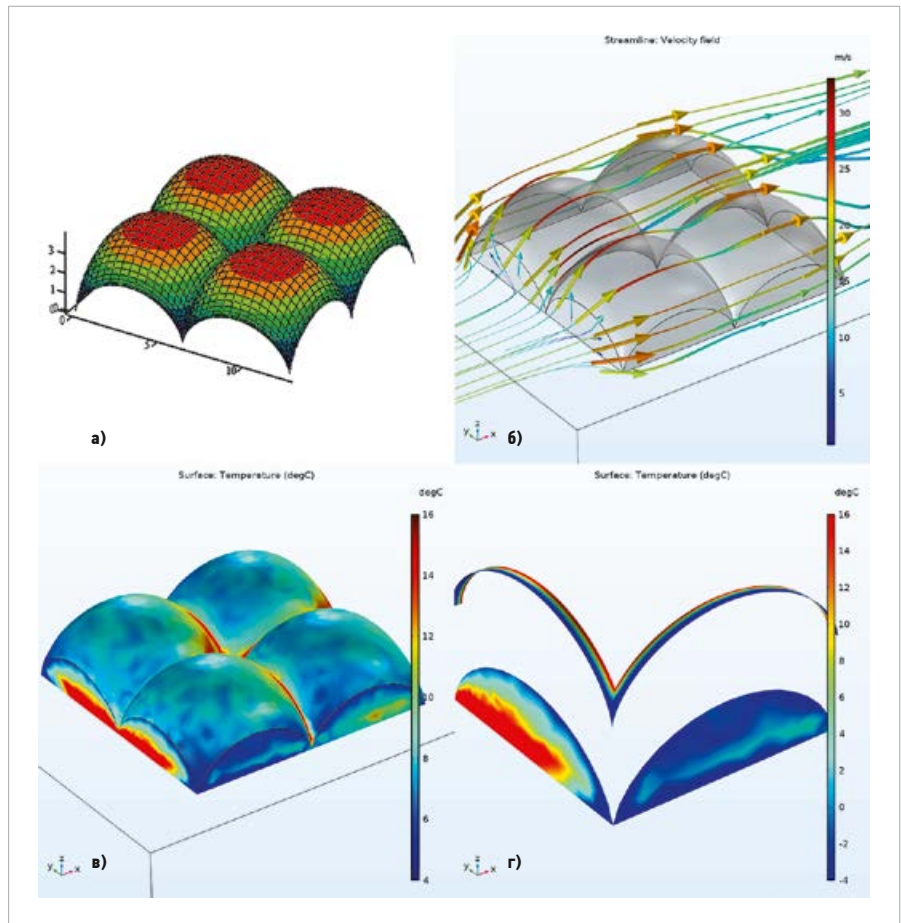 Streamline: Velocity field
m/s
30
25
20
15
10
5
3
2
1
0
0
5
10
y z x
а)
б)
Surface: Temperature (degC)
degC
16
14
12
10
8
6
4
y z x
в)
Surface: Temperature (degC)
degC
16
14
12
10
8
6
4
2
0
-2
-4
y z x
г)